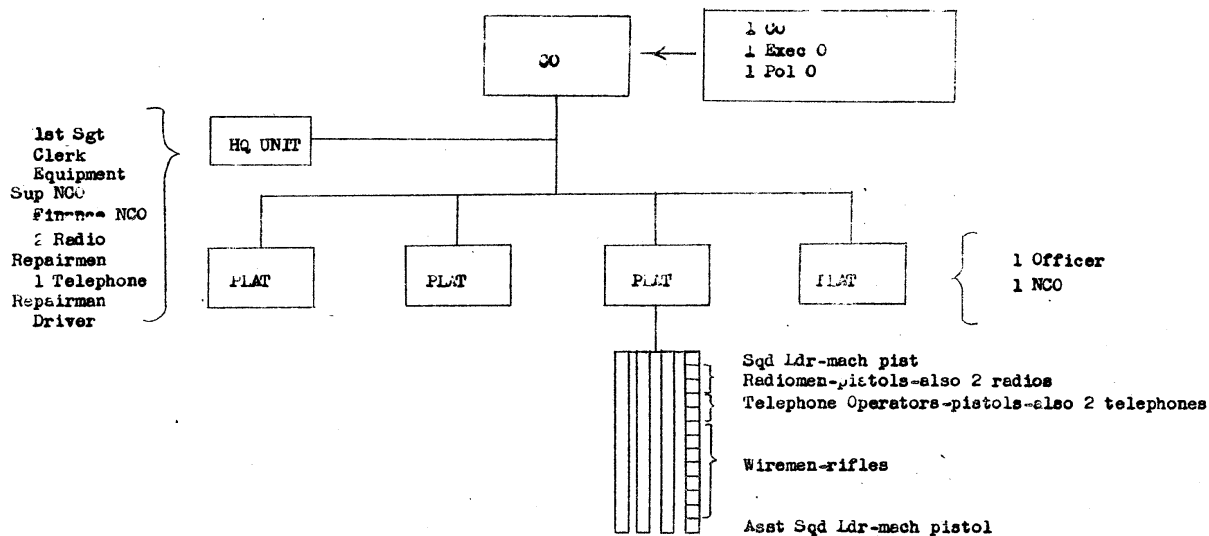 1 CO
1 Exec O
1 Pol O
CO
HQ UNIT
1st Sgt
Clerk
Equipment
Sup NCO
Finance NCO
2 Radio
Repairmen
1 Telephone
Repairman
Driver
PLAT
PLAT
PLAT
PLAT
1 Officer
1 NCO
Sqd Ldr-mach pist
Radiomen-pistols-also 2 radios
Telephone Operators-pistols-also 2 telephones
Wiremen-rifles
Asst Sqd Ldr-mach pistol